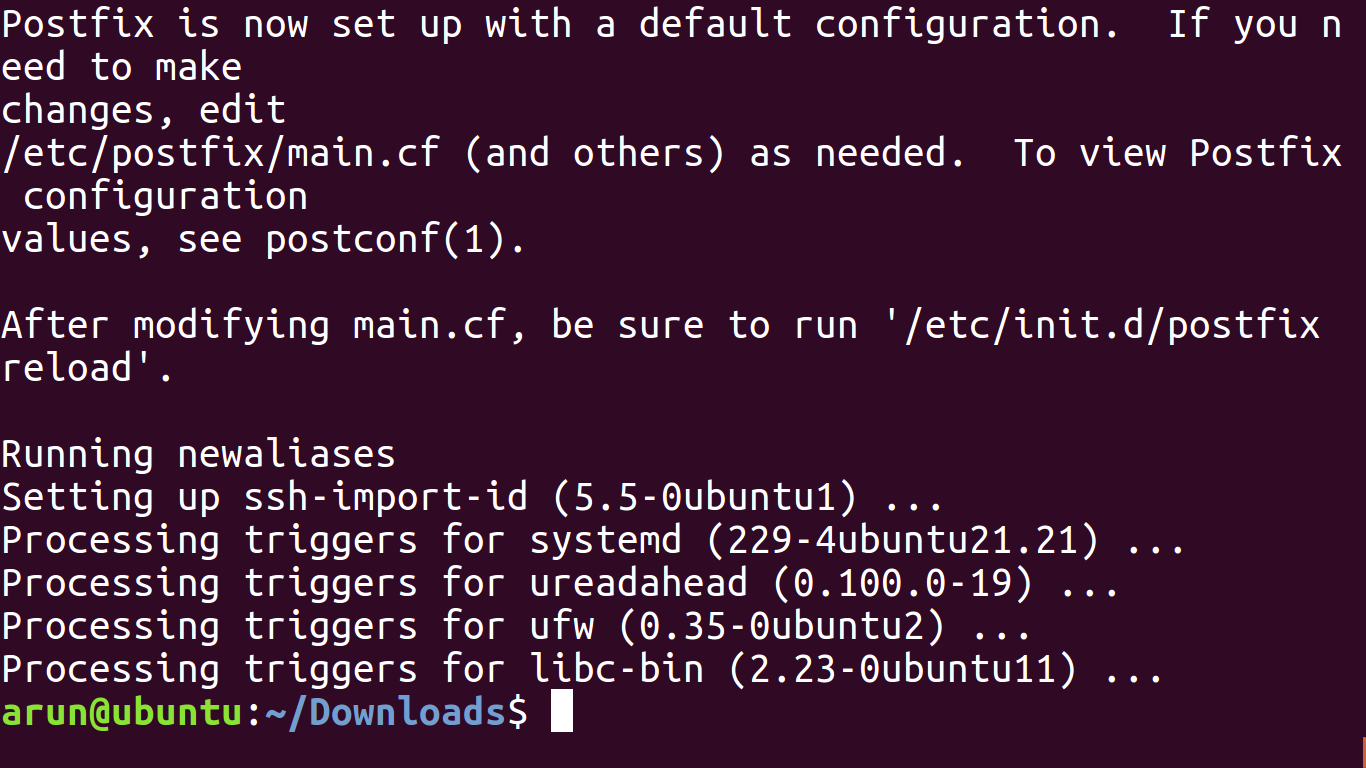 Postfix is now set up with a default configuration.  If you n
eed to make
changes, edit
/etc/postfix/main.cf (and others) as needed.  To view Postfix
 configuration
values, see postconf(1).

After modifying main.cf, be sure to run '/etc/init.d/postfix
reload'.

Running newaliases
Setting up ssh-import-id (5.5-0ubuntu1) ...
Processing triggers for systemd (229-4ubuntu21.21) ...
Processing triggers for ureadahead (0.100.0-19) ...
Processing triggers for ufw (0.35-0ubuntu2) ...
Processing triggers for libc-bin (2.23-0ubuntu11) ...
arun@ubuntu:~/Downloads$